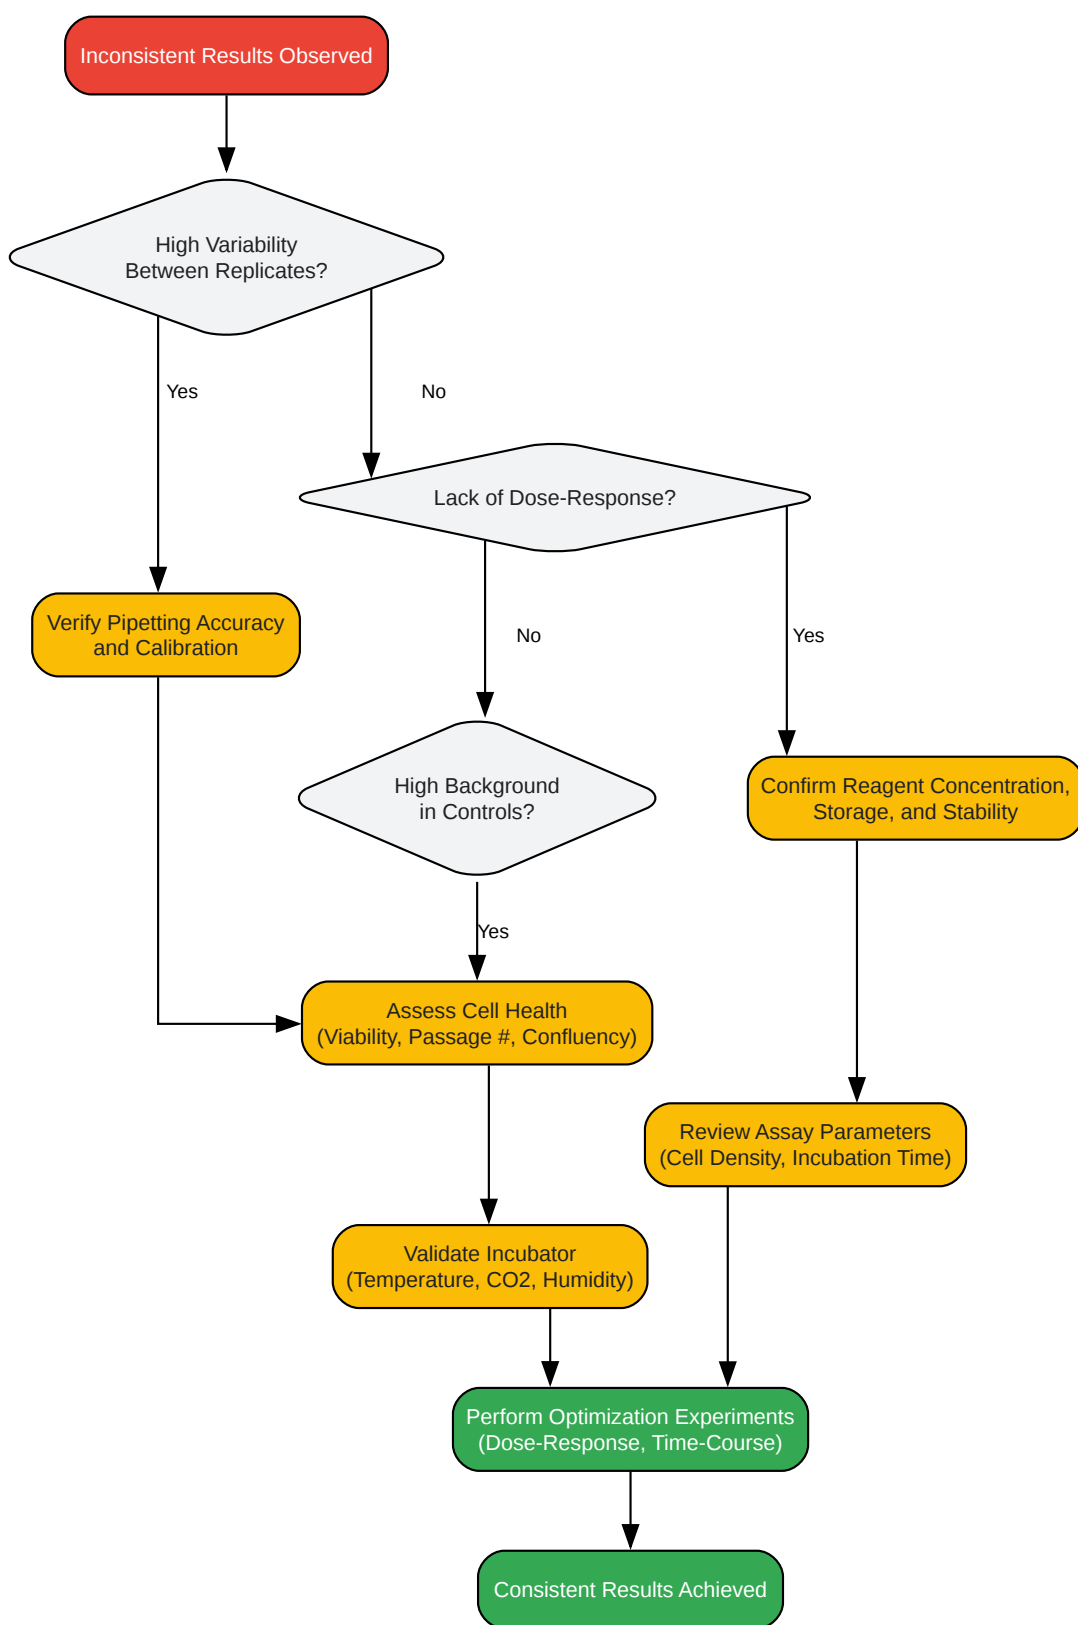 Inconsistent Results Observed
High Variability
Between Replicates?
Yes
No
Lack of Dose-Response?
No
Yes
Verify Pipetting Accuracy
and Calibration
High Background
in Controls?
Confirm Reagent Concentration,
Storage, and Stability
Yes
Assess Cell Health
(Viability, Passage #, Confluency)
Review Assay Parameters
(Cell Density, Incubation Time)
Validate Incubator
(Temperature, CO2, Humidity)
Perform Optimization Experiments
(Dose-Response, Time-Course)
Consistent Results Achieved